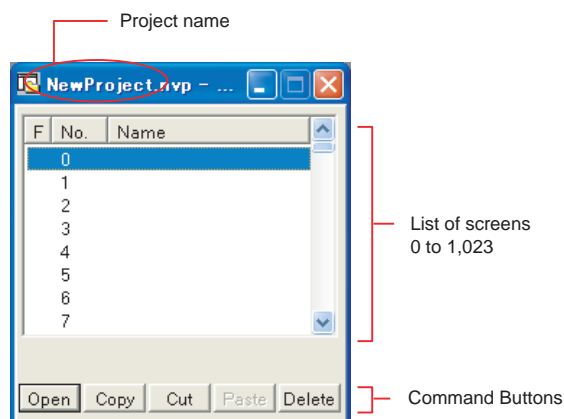 Project name
NewProject.nvp - ...
F No. Name
0
1
2
3
4
5
6
7
List of screens
0 to 1,023
Open Copy Cut Paste Delete
Command Buttons